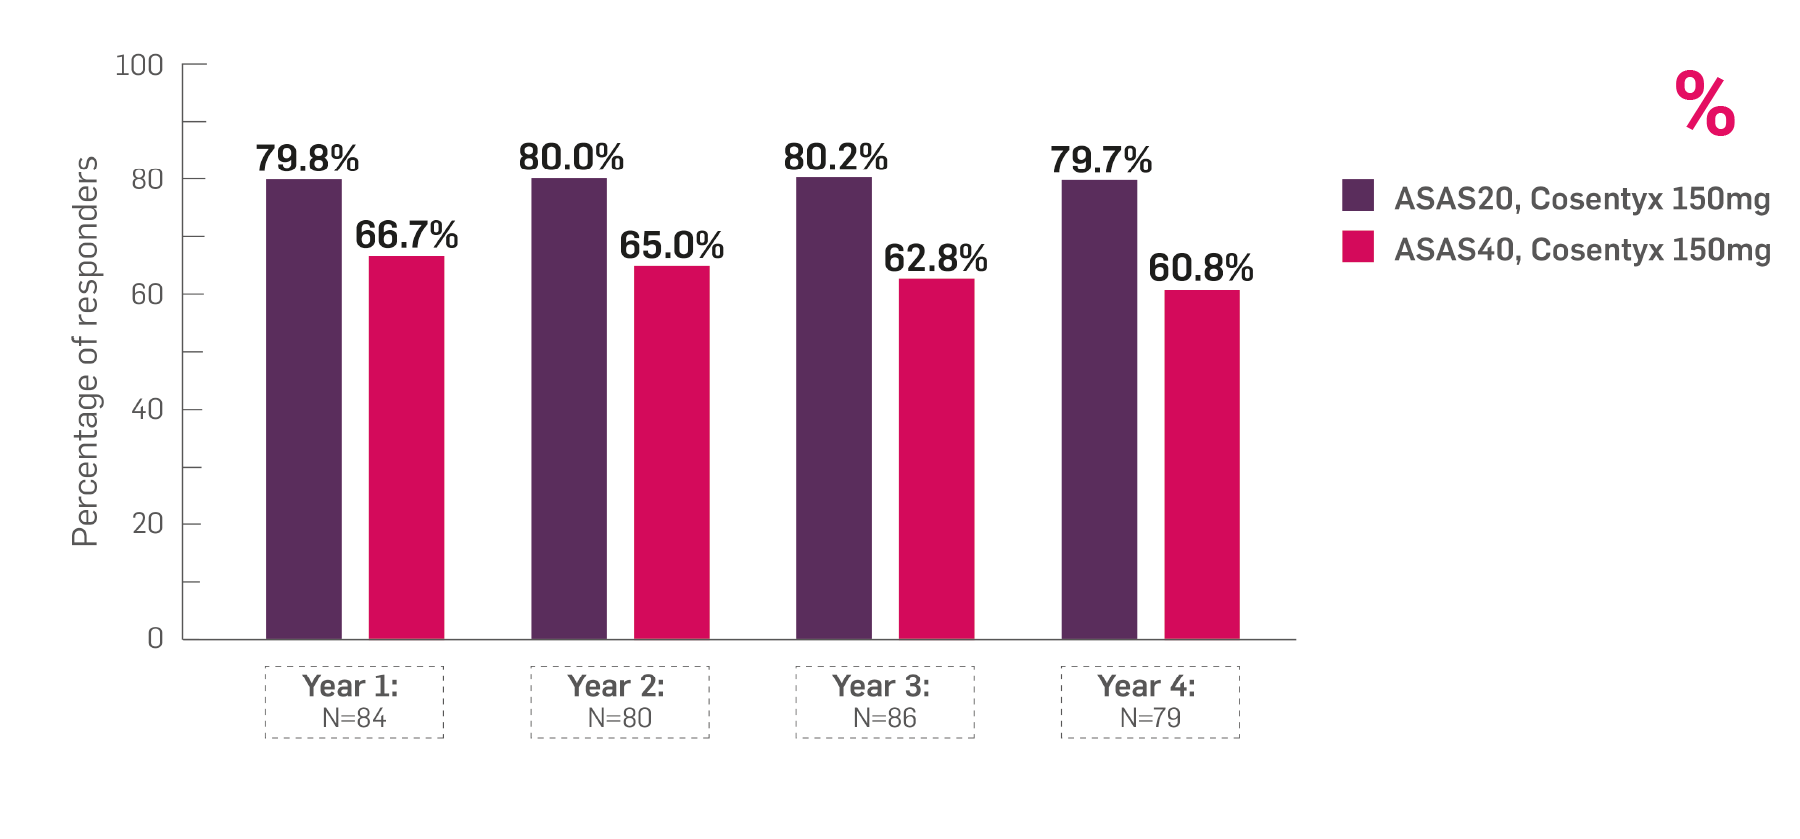 %
100
80
60
40
20
0
Percentage of responders
79.8%
66.7%
80.0%
65.0%
80.2%
62.8%
79.7%
60.8%
ASAS20, Cosentyx 150mg
ASAS40, Cosentyx 150mg
Year 1:
N=84
Year 2:
N=80
Year 3:
N=86
Year 4:
N=79